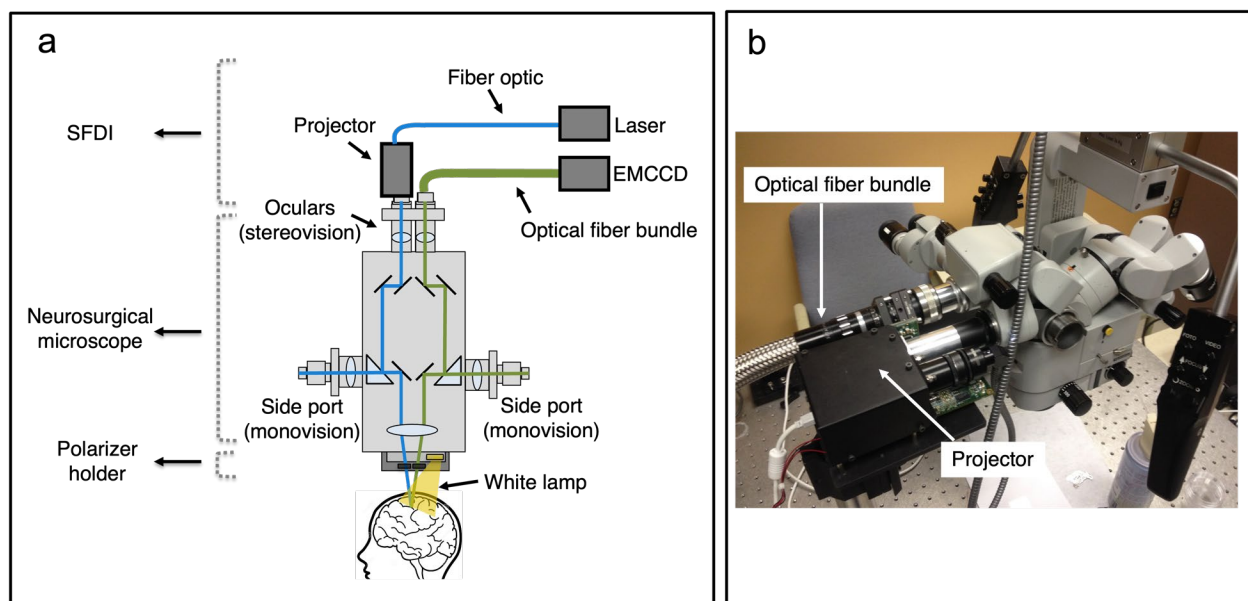 a
Fiber optic
Projector
Laser
SFDI
EMCCD
Oculars
(stereovision)
Optical fiber bundle
Neurosurgical
microscope
Side port
(monovision)
Side port
(monovision)
Polarizer
holder
White lamp
b
Optical fiber bundle
VIDEO
Projector